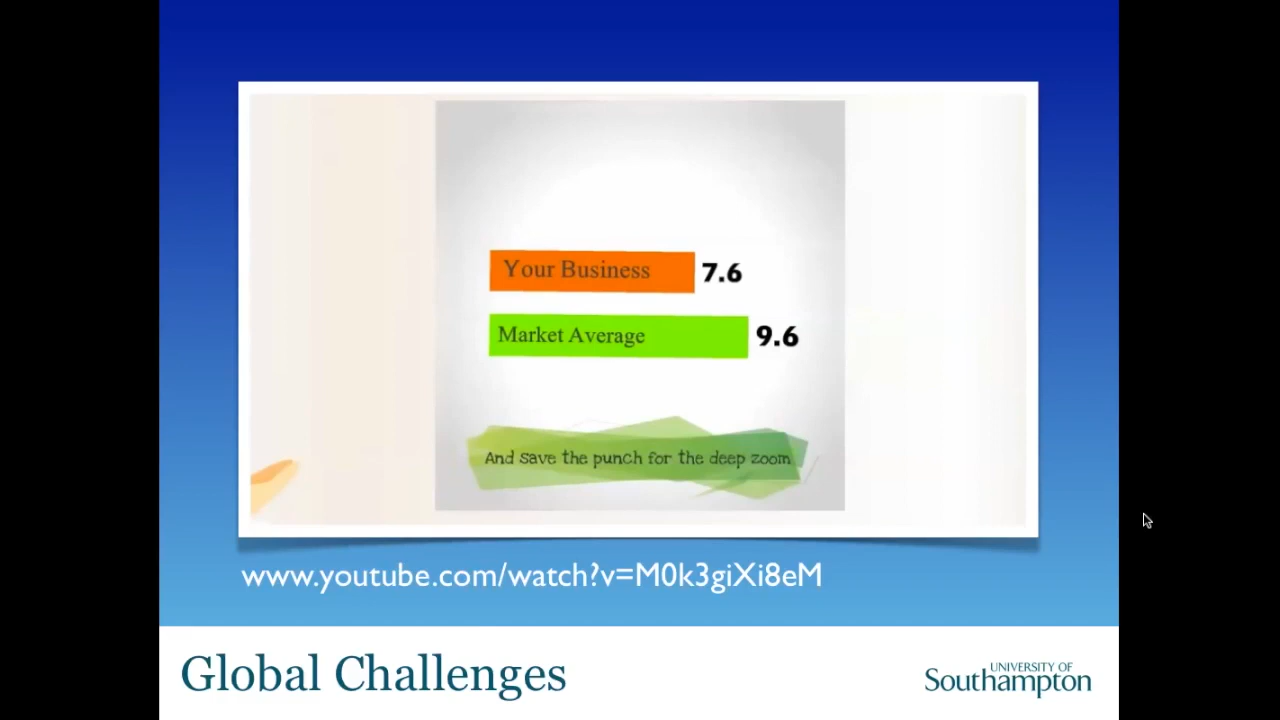 Your Business 7.6
Market Average 9.6
And save the punch for the deep zoom
www.youtube.com/watch?v=M0k3giXi8eM
Global Challenges
UNIVERSITY OF
Southampton